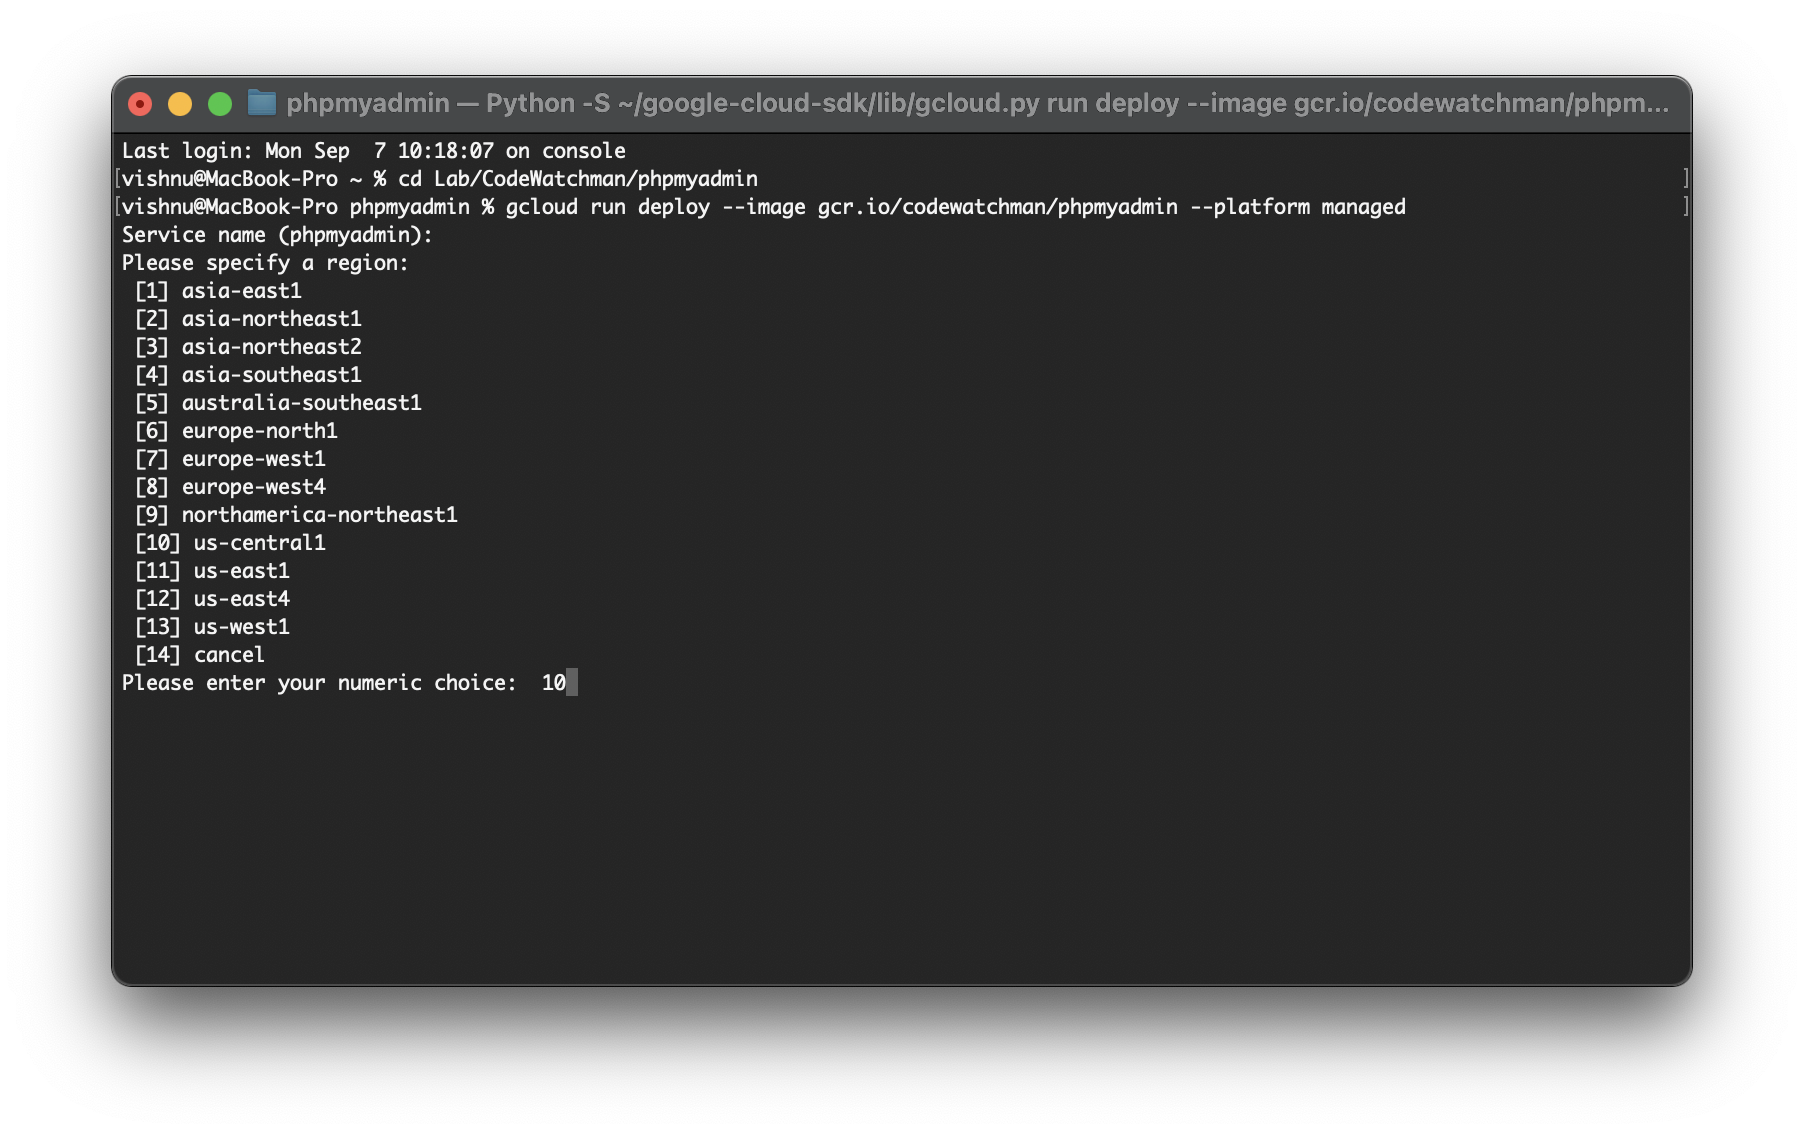 phpmyadmin — Python -S ~/google-cloud-sdk/lib/gcloud.py run deploy --image gcr.io/codewatchman/phpm...
Last login: Mon Sep  7 10:18:07 on console
[vishnu@MacBook-Pro ~ % cd Lab/CodeWatchman/phpmyadmin ]
[vishnu@MacBook-Pro phpmyadmin % gcloud run deploy --image gcr.io/codewatchman/phpmyadmin --platform managed ]
Service name (phpmyadmin):
Please specify a region:
 [1] asia-east1
 [2] asia-northeast1
 [3] asia-northeast2
 [4] asia-southeast1
 [5] australia-southeast1
 [6] europe-north1
 [7] europe-west1
 [8] europe-west4
 [9] northamerica-northeast1
 [10] us-central1
 [11] us-east1
 [12] us-east4
 [13] us-west1
 [14] cancel
Please enter your numeric choice:  10